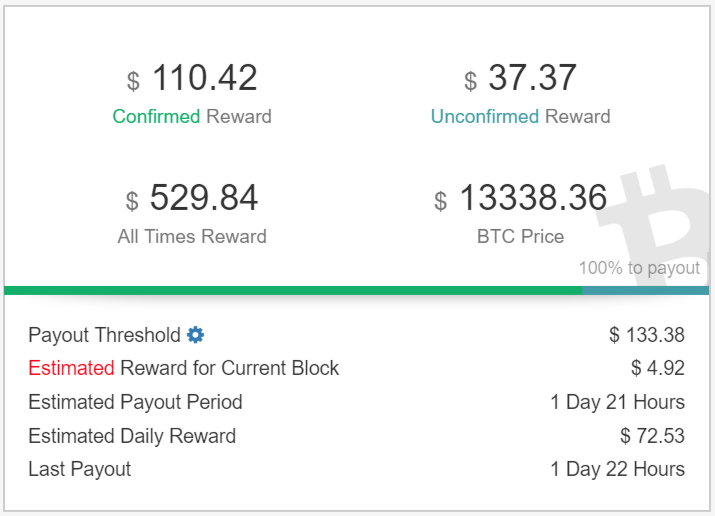 $ 110.42 $ 37.37
Confirmed Reward Unconfirmed Reward
$ 529.84 $ 13338.36
All Times Reward BTC Price
100% to payout
Payout Threshold $ 133.38
Estimated Reward for Current Block $ 4.92
Estimated Payout Period 1 Day 21 Hours
Estimated Daily Reward $ 72.53
Last Payout 1 Day 22 Hours